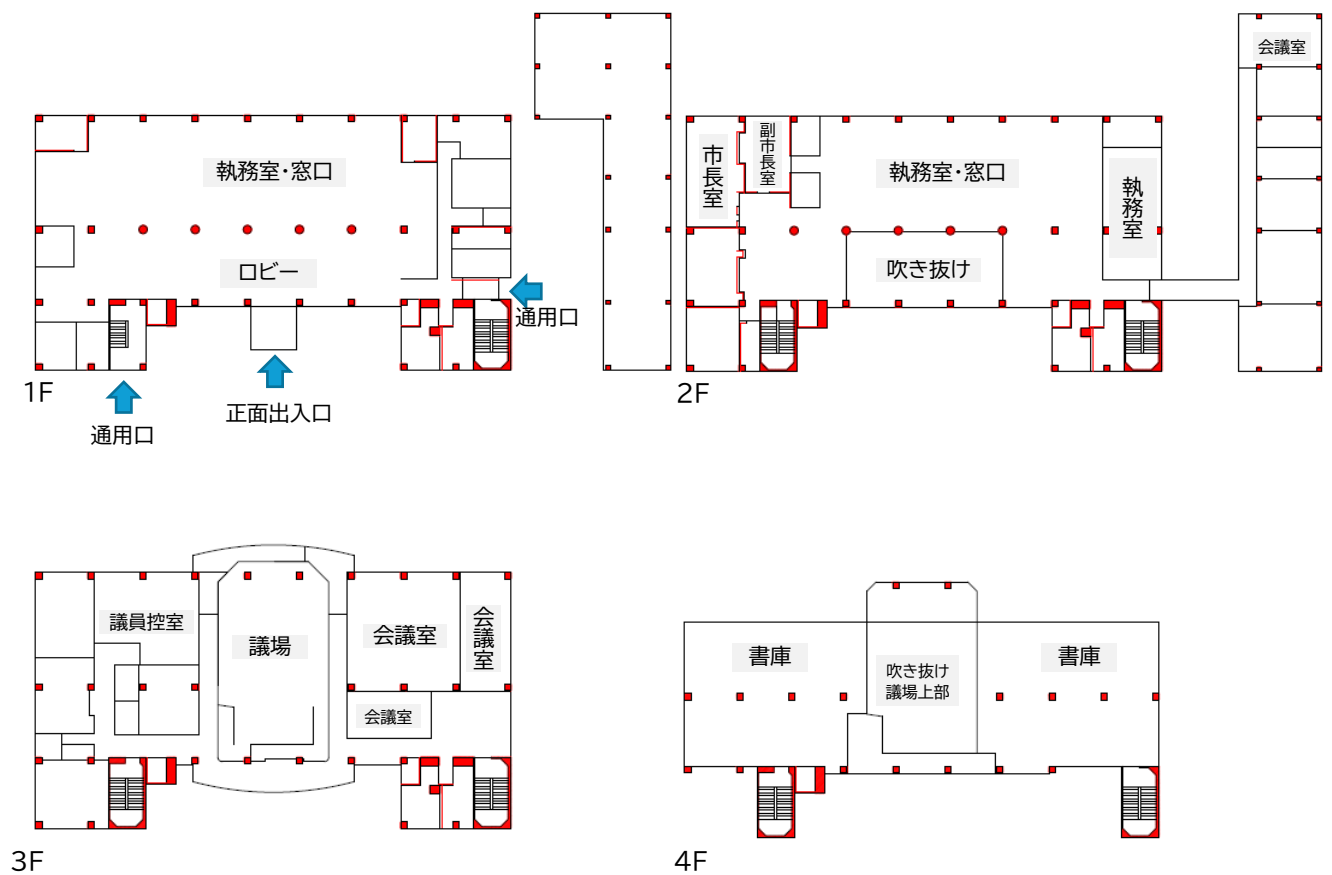 執務室・窓口
ロビー
通用口
1F
正面出入口
通用口
会議室
市長室
副市長室
執務室・窓口
執務室
吹き抜け
2F
議員控室
議場
会議室
会議室
会議室
3F
書庫
吹き抜け
議場上部
書庫
4F